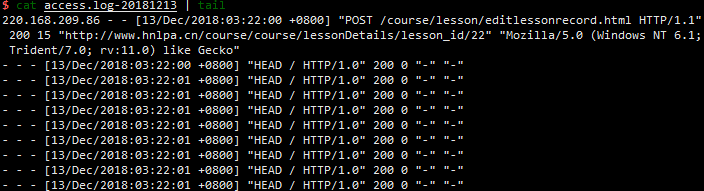 $ cat access.log-20181213 | tail
220.168.209.86 - - [13/Dec/2018:03:22:00 +0800] "POST /course/lesson/editlessonrecord.html HTTP/1.1"
200 15 "http://www.hnlpa.cn/course/course/lessonDetails/lesson_id/22" "Mozilla/5.0 (Windows NT 6.1;
Trident/7.0; rv:11.0) like Gecko"
- - - [13/Dec/2018:03:22:00 +0800] "HEAD / HTTP/1.0" 200 0 "-" "-"
- - - [13/Dec/2018:03:22:01 +0800] "HEAD / HTTP/1.0" 200 0 "-" "-"
- - - [13/Dec/2018:03:22:01 +0800] "HEAD / HTTP/1.0" 200 0 "-" "-"
- - - [13/Dec/2018:03:22:01 +0800] "HEAD / HTTP/1.0" 200 0 "-" "-"
- - - [13/Dec/2018:03:22:01 +0800] "HEAD / HTTP/1.0" 200 0 "-" "-"
- - - [13/Dec/2018:03:22:01 +0800] "HEAD / HTTP/1.0" 200 0 "-" "-"
- - - [13/Dec/2018:03:22:01 +0800] "HEAD / HTTP/1.0" 200 0 "-" "-"
- - - [13/Dec/2018:03:22:01 +0800] "HEAD / HTTP/1.0" 200 0 "-" "-"
- - - [13/Dec/2018:03:22:01 +0800] "HEAD / HTTP/1.0" 200 0 "-" "-"